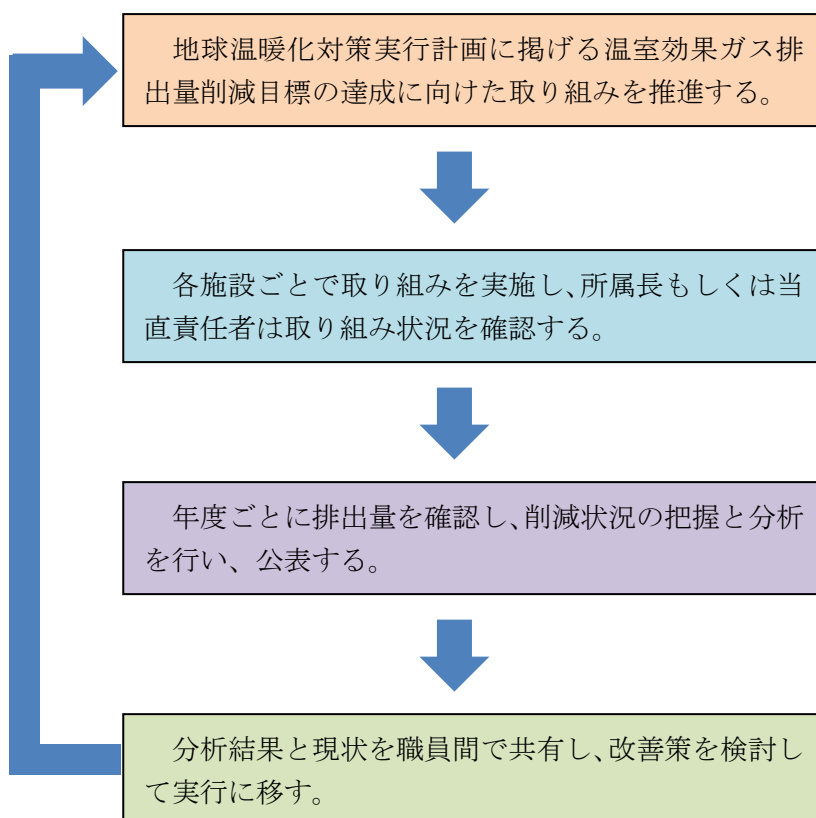 地球温暖化対策実行計画に掲げる温室効果ガス排
出量削減目標の達成に向けた取り組みを推進する。
各施設ごとで取り組みを実施し、所属長もしくは当
直責任者は取り組み状況を確認する。
年度ごとに排出量を確認し、削減状況の把握と分析
を行い、公表する。
分析結果と現状を職員間で共有し、改善策を検討し
て実行に移す。